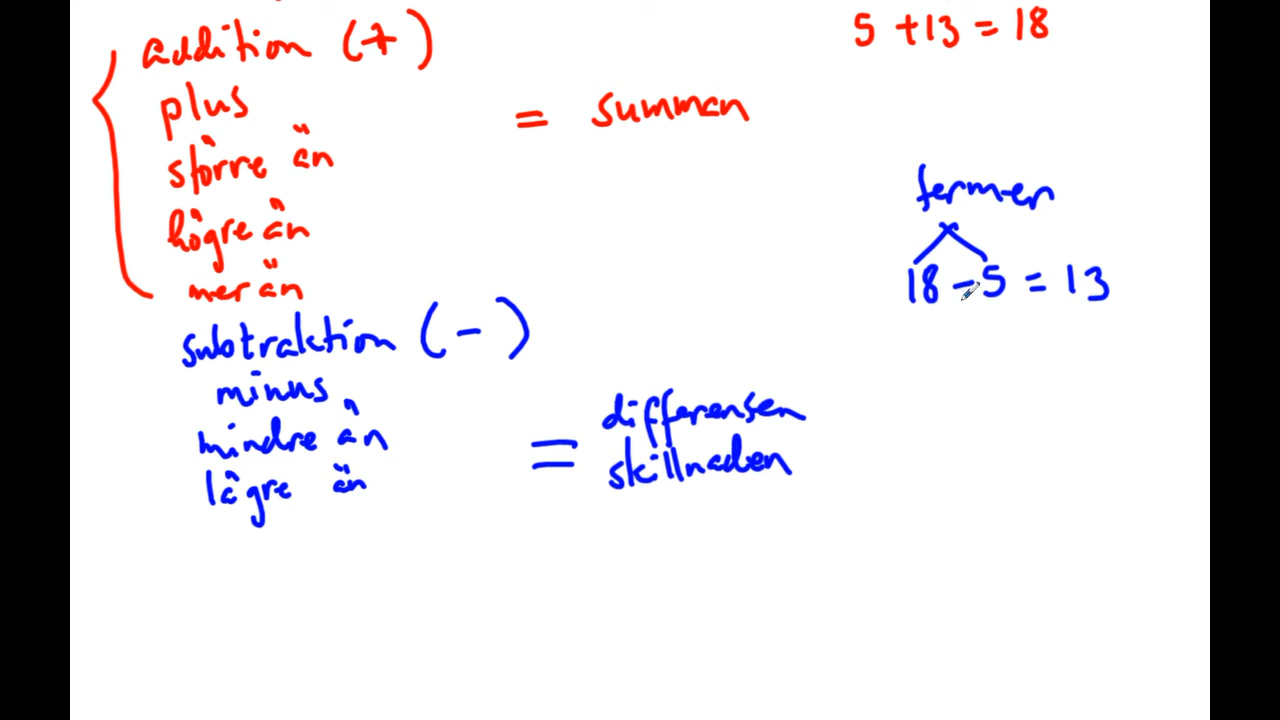 addition (+)
plus
större än
högre än
mer än
= summan
5 + 13 = 18
termer
18 - 5 = 13
subtraktion (-)
minus
mindre än
lägre än
= differensen
skillnaden